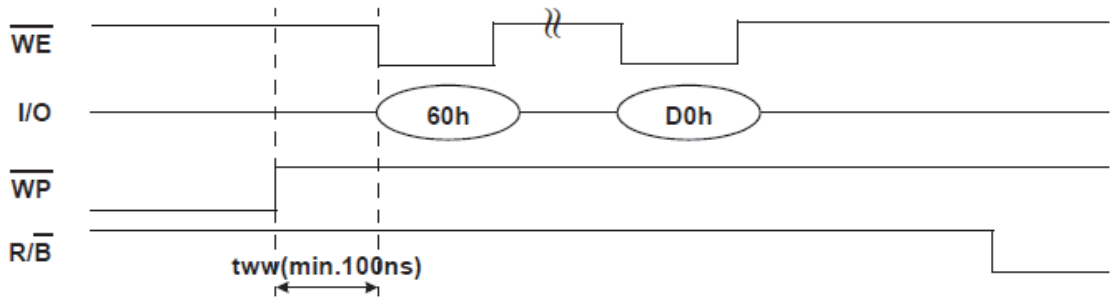 WE
I/O 60h D0h
WP
R/B
tww(min.100ns)